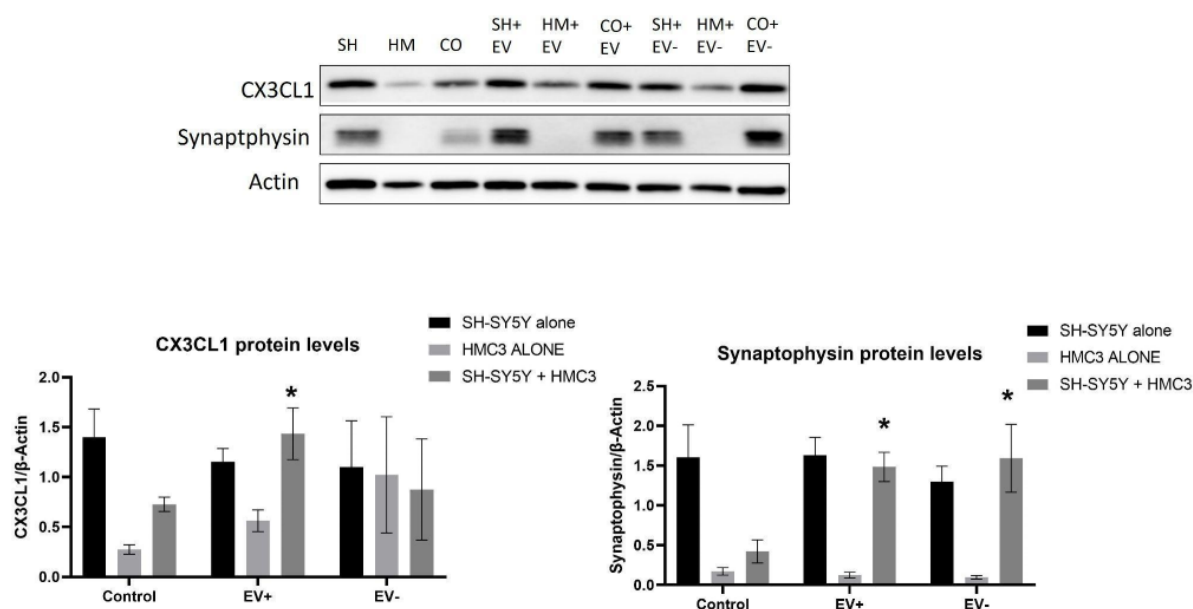 SH HM CO SH+ EV HM+ EV CO+ EV SH+ EV- HM+ EV- CO+ EV-
CX3CL1
Synaptphysin
Actin
CX3CL1 protein levels
SH-SY5Y alone
HMC3 ALONE
SH-SY5Y + HMC3
CX3CL1/β-Actin
2.0
1.5
1.0
0.5
0.0
*
Control EV+ EV-
Synaptophysin protein levels
SH-SY5Y alone
HMC3 ALONE
SH-SY5Y + HMC3
Synaptophysin/β-Actin
2.5
2.0
1.5
1.0
0.5
0.0
* *
Control EV+ EV-